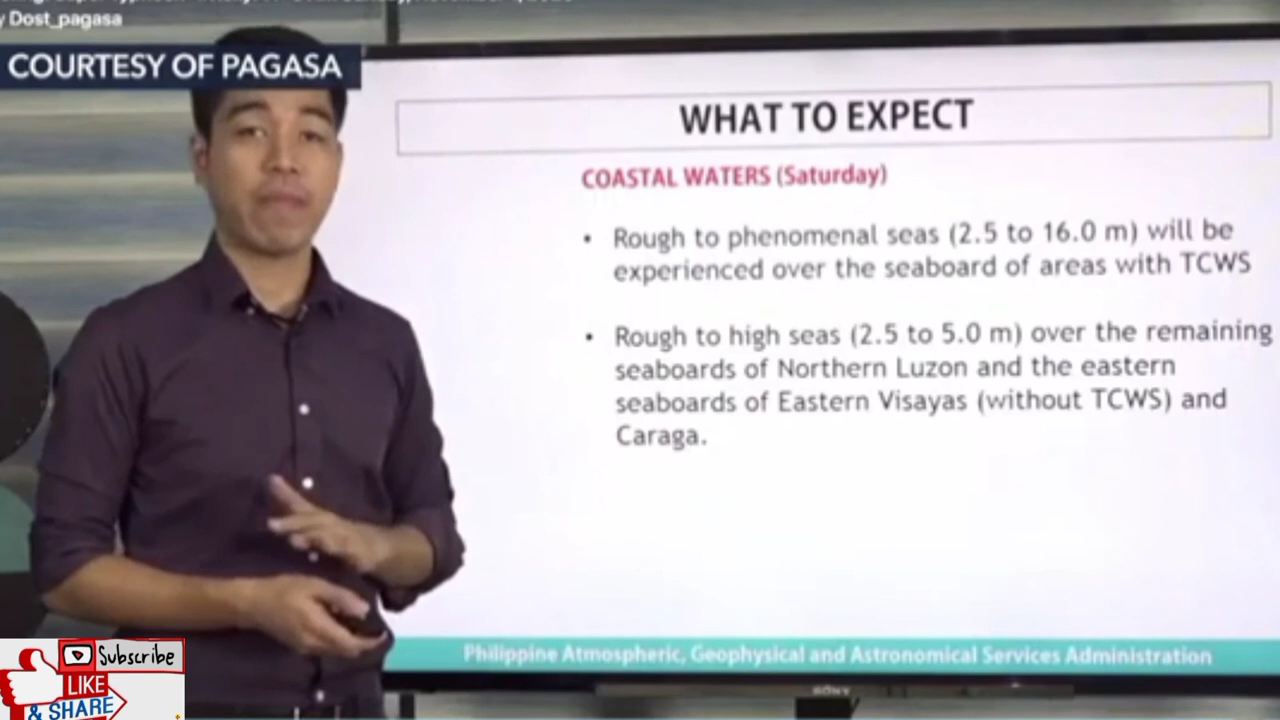 Dost_pagasa
COURTESY OF PAGASA
WHAT TO EXPECT
COASTAL WATERS (Saturday)
• Rough to phenomenal seas (2.5 to 16.0 m) will be
experienced over the seaboard of areas with TCWS
• Rough to high seas (2.5 to 5.0 m) over the remaining
seaboards of Northern Luzon and the eastern
seaboards of Eastern Visayas (without TCWS) and
Caraga.
Philippine Atmospheric, Geophysical and Astronomical Services Administration
SONY
Subscribe
LIKE
& SHARE